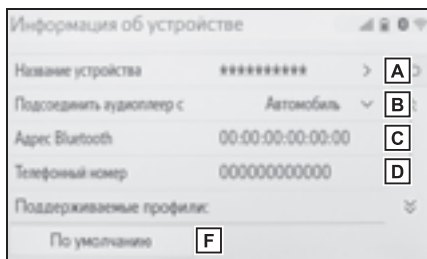 Информация об устройстве
Название устройства ********** > A
Подсоединить аудиоплеер с Автомобиль B
Адрес Bluetooth 00:00:00:00:00:00 C
Телефонный номер 000000000000 D
Поддерживаемые профили:
По умолчанию F